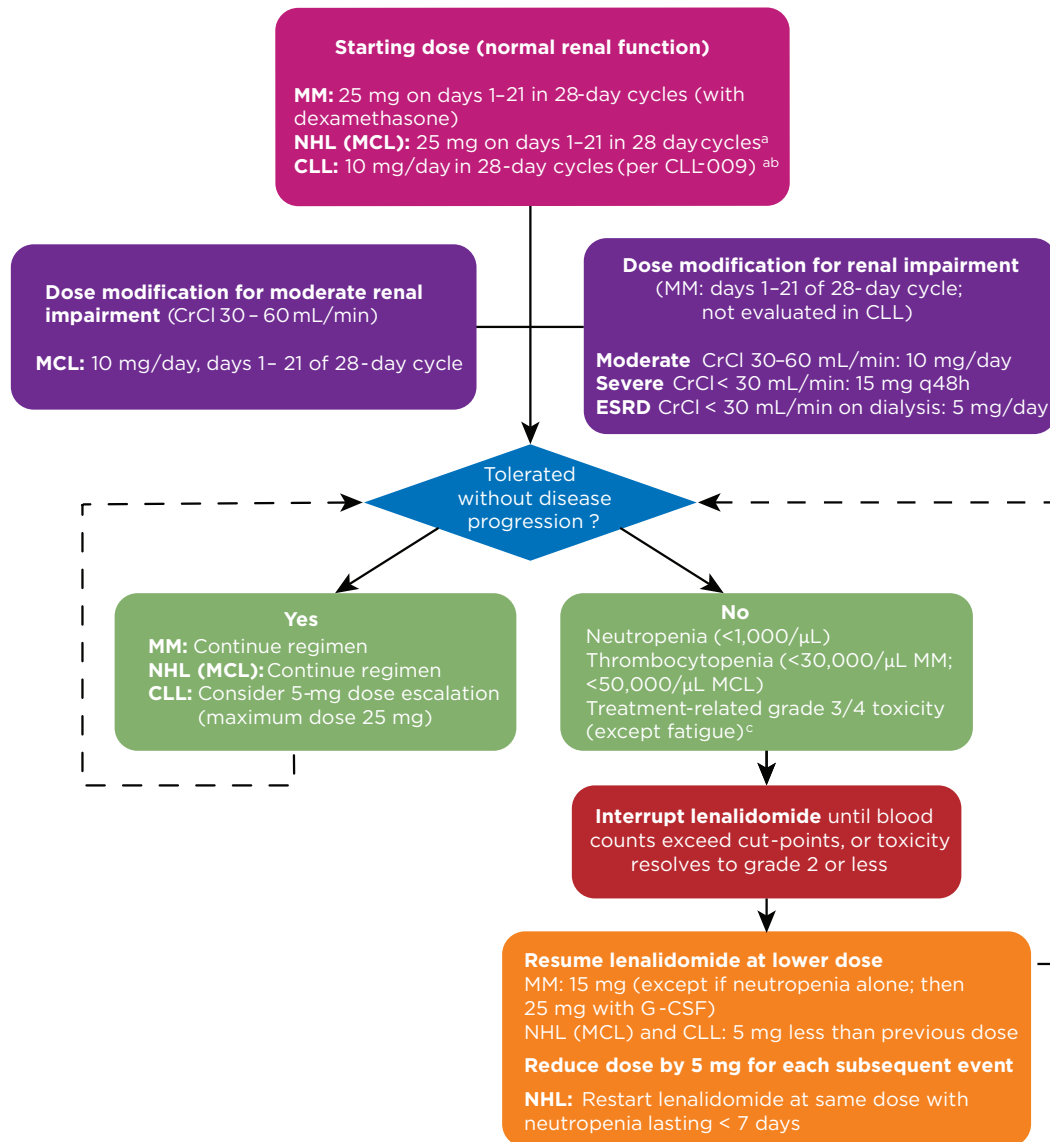 Starting dose (normal renal function)
MM: 25 mg on days 1–21 in 28-day cycles (with
dexamethasone)
NHL (MCL): 25 mg on days 1–21 in 28 day cycles a
CLL: 10 mg/day in 28-day cycles (per CLL-009) ab
Dose modification for moderate renal
impairment (CrCl 30 – 60 mL/min)
MCL: 10 mg/day, days 1– 21 of 28-day cycle
Dose modification for renal impairment
(MM: days 1–21 of 28-day cycle;
not evaluated in CLL)
Moderate CrCl 30–60 mL/min: 10 mg/day
Severe CrCl < 30 mL/min: 15 mg q48h
ESRD CrCl < 30 mL/min on dialysis: 5 mg/day
Tolerated
without disease
progression ?
Yes
MM: Continue regimen
NHL (MCL): Continue regimen
CLL: Consider 5-mg dose escalation
(maximum dose 25 mg)
No
Neutropenia (<1,000/μL)
Thrombocytopenia (<30,000/μL MM;
<50,000/μL MCL)
Treatment-related grade 3/4 toxicity
(except fatigue) c
Interrupt lenalidomide until blood
counts exceed cut-points, or toxicity
resolves to grade 2 or less
Resume lenalidomide at lower dose
MM: 15 mg (except if neutropenia alone; then
25 mg with G-CSF)
NHL (MCL) and CLL: 5 mg less than previous dose
Reduce dose by 5 mg for each subsequent event
NHL: Restart lenalidomide at same dose with
neutropenia lasting < 7 days